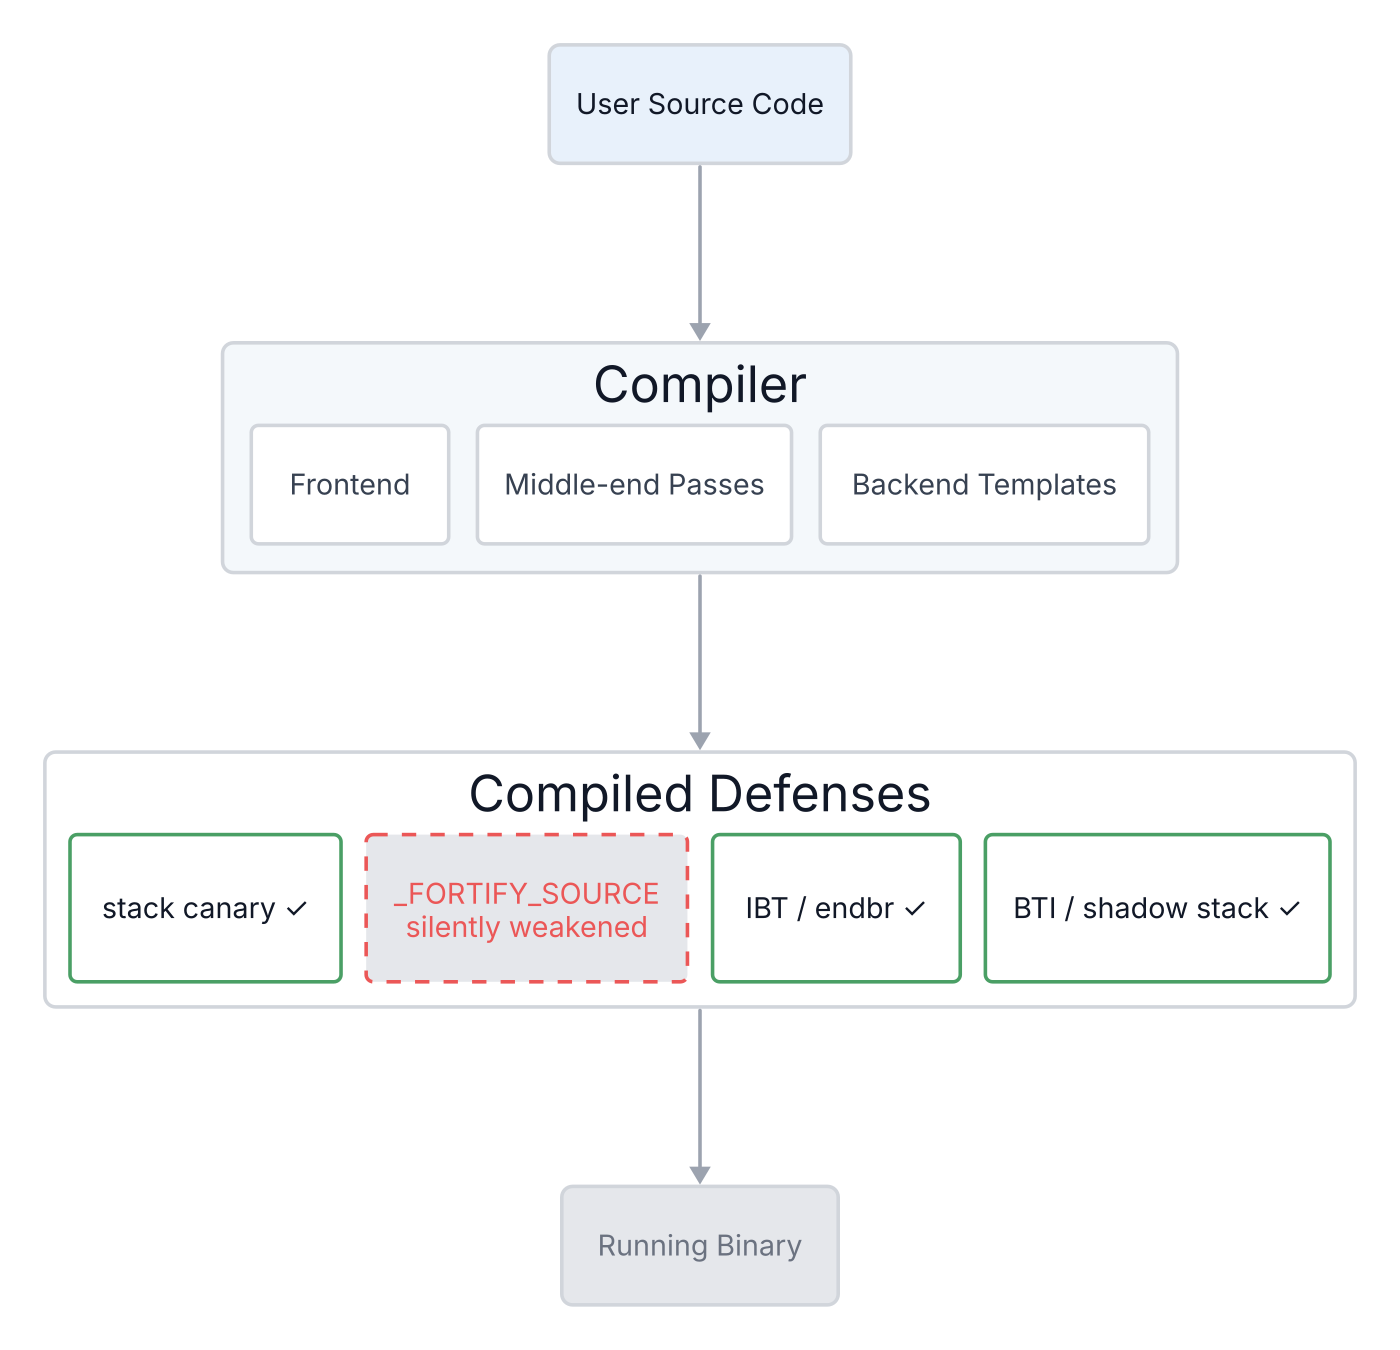 User Source Code
Compiler
Frontend
Middle-end Passes
Backend Templates
Compiled Defenses
stack canary ✓
_FORTIFY_SOURCE
silently weakened
IBT / endbr ✓
BTI / shadow stack ✓
Running Binary